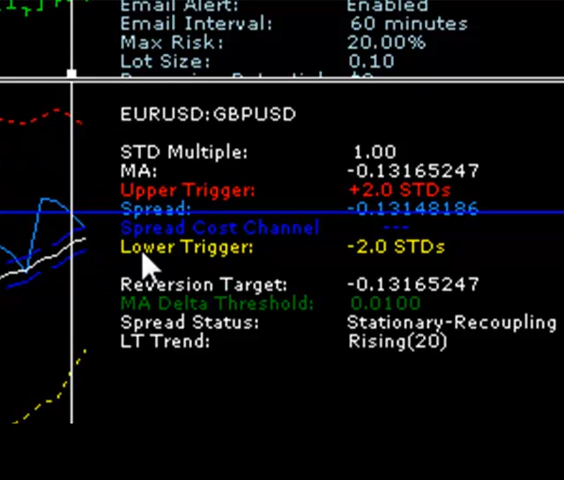 Email Alert: Enabled
Email Interval: 60 minutes
Max Risk: 20.00%
Lot Size: 0.10
EURUSD:GBPUSD
STD Multiple: 1.00
MA: -0.13165247
Upper Trigger: +2.0 STDs
Spread: -0.13148186
Spread Cost Channel ---
Lower Trigger: -2.0 STDs
Reversion Target: -0.13165247
MA Delta Threshold: 0.0100
Spread Status: Stationary-Recoupling
LT Trend: Rising(20)